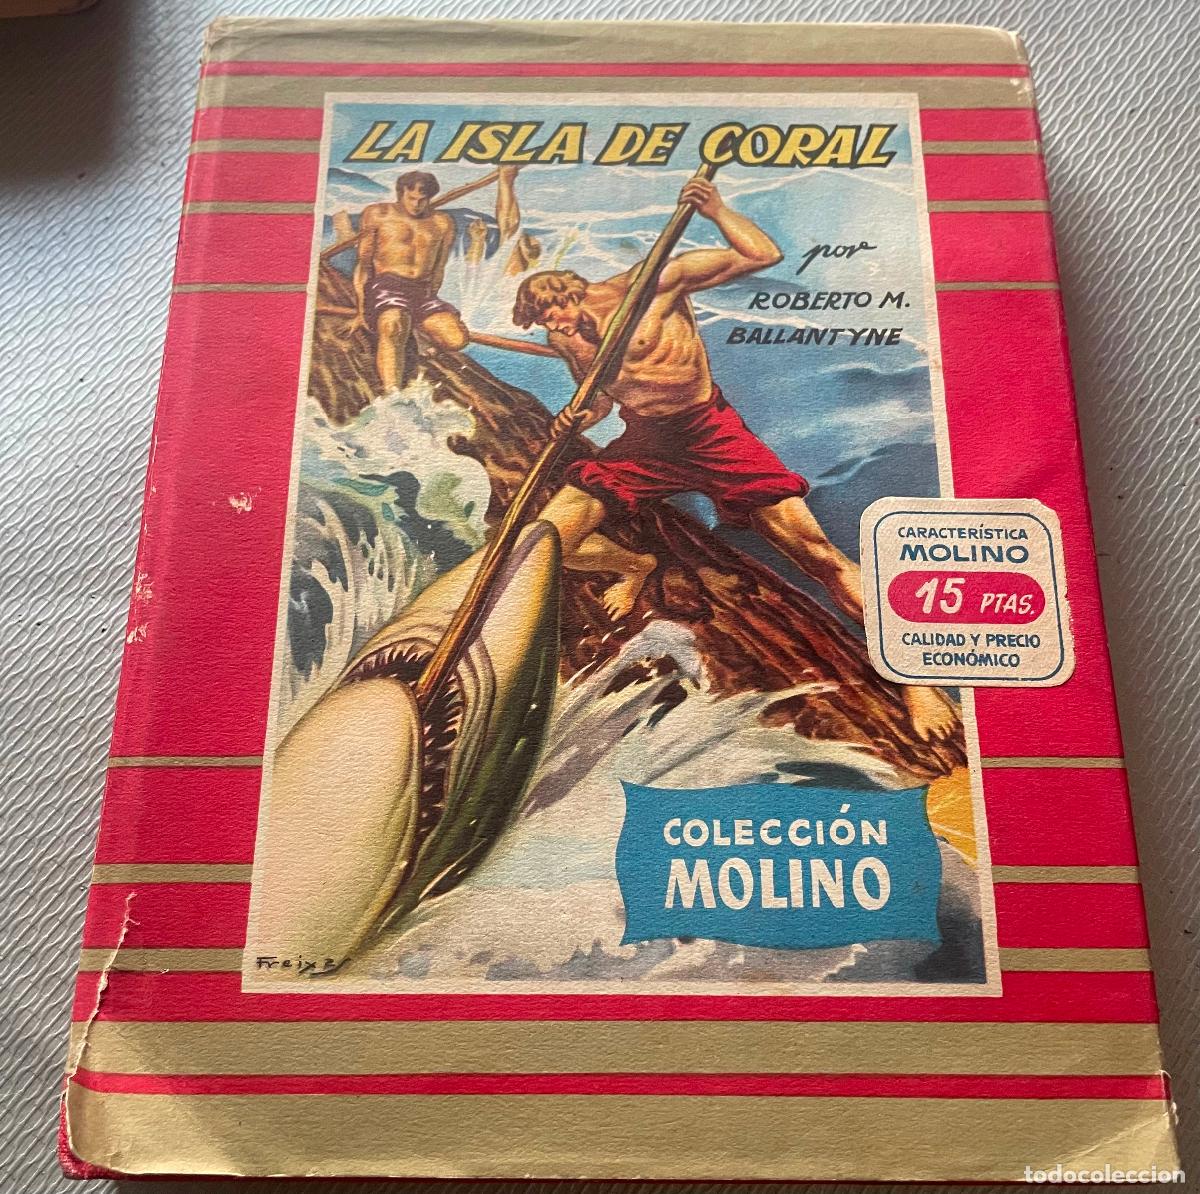 LA ISLA DE CORAL
por
ROBERTO M.
BALLANTYNE
CARACTERÍSTICA
MOLINO
15 PTAS.
CALIDAD Y PRECIO
ECONÓMICO
COLECCIÓN
MOLINO
Freixas
todocoleccion